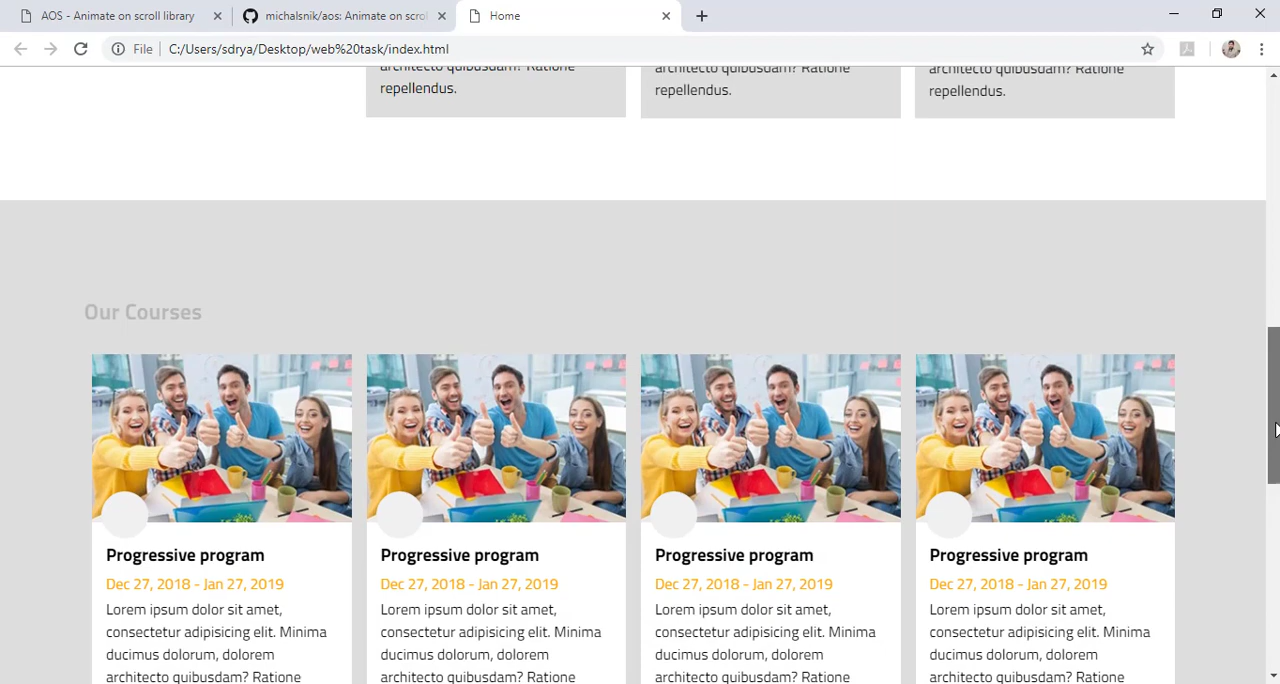 AOS - Animate on scroll library
michalsnik/aos: Animate on scrol
Home
File
C:/Users/sdrya/Desktop/web%20task/index.html
architecto quibusdam? Ratione
repellendus.
architecto quibusdam? Ratione
repellendus.
architecto quibusdam? Ratione
repellendus.
Our Courses
Progressive program
Dec 27, 2018 - Jan 27, 2019
Lorem ipsum dolor sit amet,
consectetur adipisicing elit. Minima
ducimus dolorum, dolorem
architecto quibusdam? Ratione
Progressive program
Dec 27, 2018 - Jan 27, 2019
Lorem ipsum dolor sit amet,
consectetur adipisicing elit. Minima
ducimus dolorum, dolorem
architecto quibusdam? Ratione
Progressive program
Dec 27, 2018 - Jan 27, 2019
Lorem ipsum dolor sit amet,
consectetur adipisicing elit. Minima
ducimus dolorum, dolorem
architecto quibusdam? Ratione
Progressive program
Dec 27, 2018 - Jan 27, 2019
Lorem ipsum dolor sit amet,
consectetur adipisicing elit. Minima
ducimus dolorum, dolorem
architecto quibusdam? Ratione